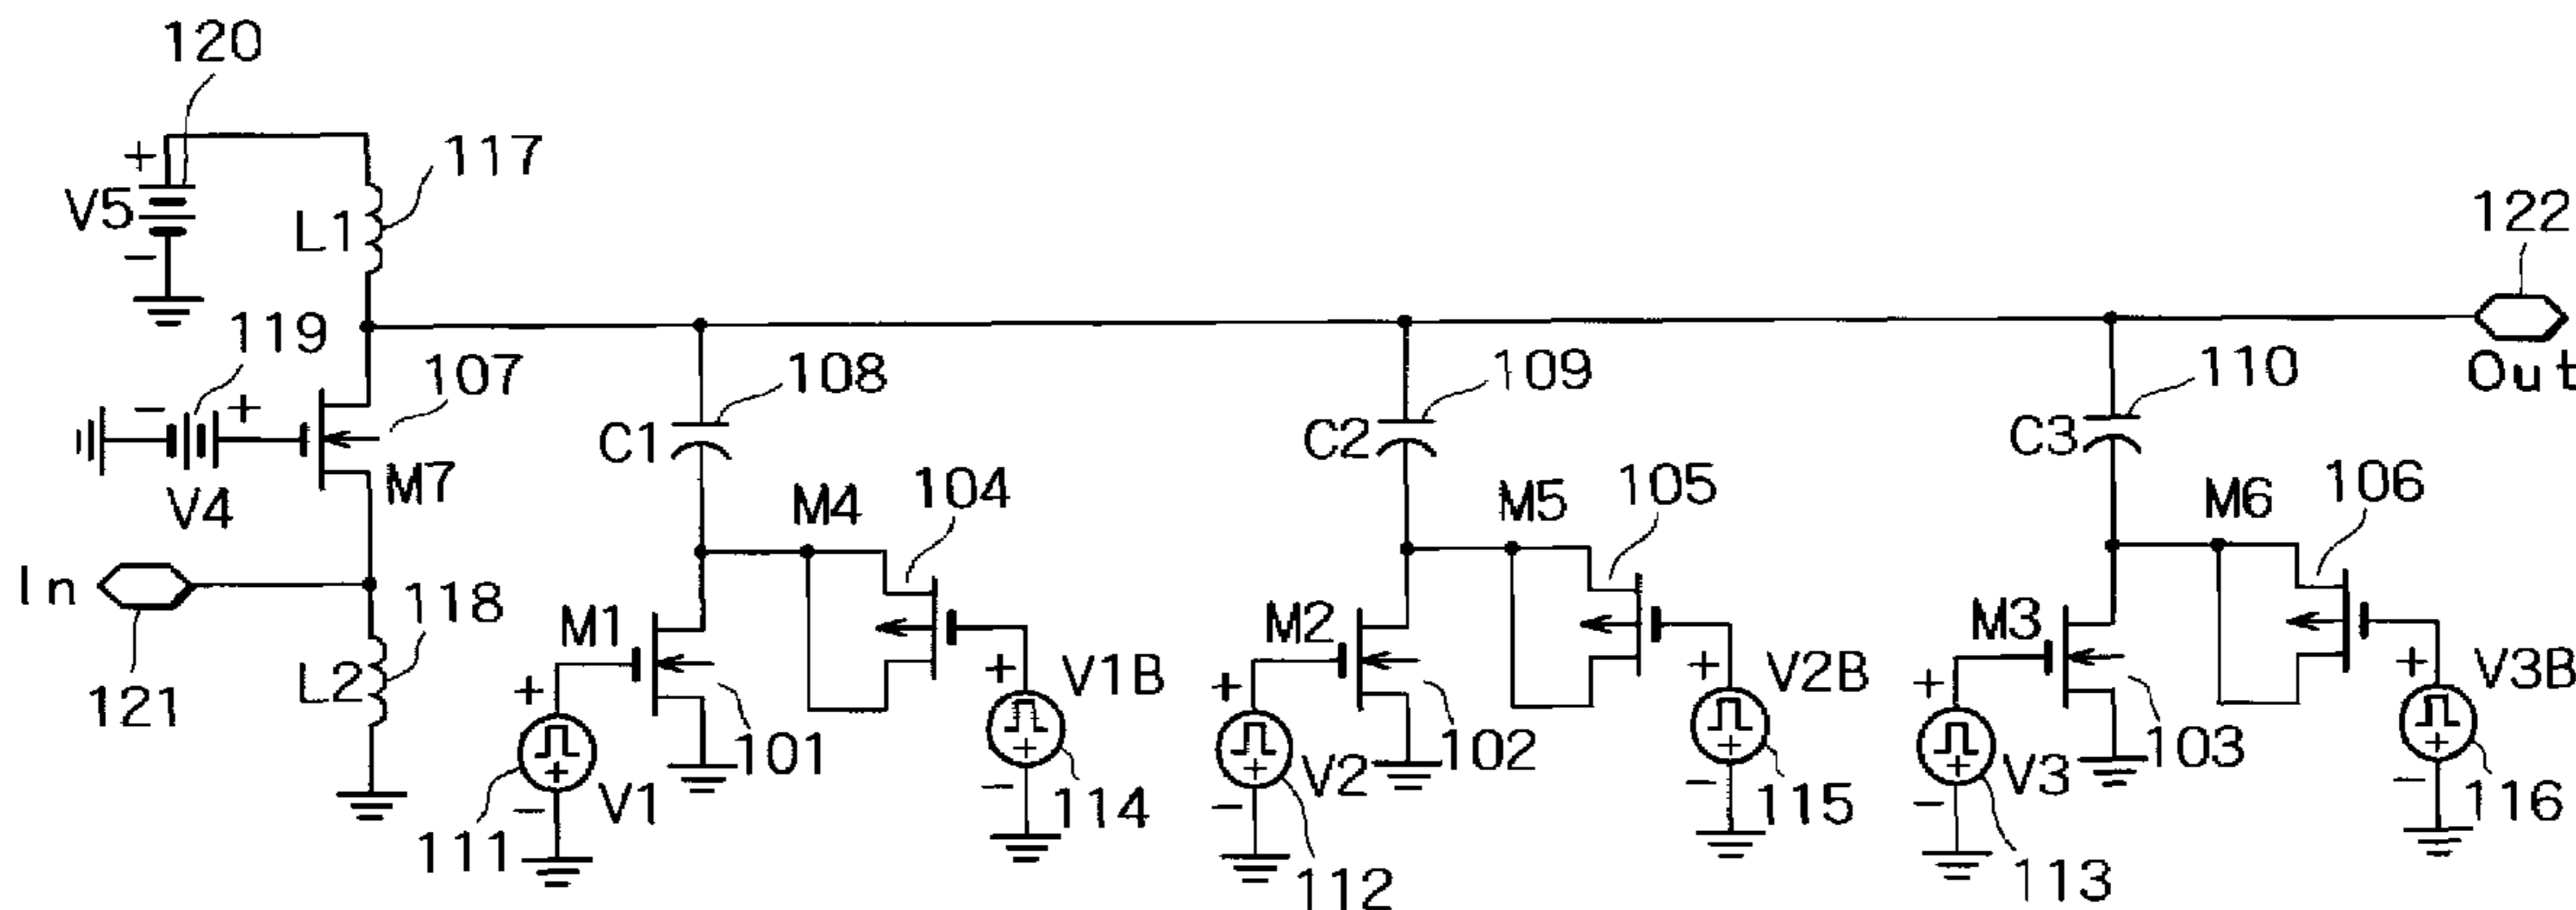 120
117
V5
L1
122
119
107
108
109
110
Out
C1
C2
C3
V4
M7
M4
104
M5
105
M6
106
In
118
M1
M2
M3
121
L2
V1B
V2B
V3B
101
102
103
111
V1
114
V2
115
V3
116
112
113
+
-
+
-
+
-
+
-
+
-
+
-
+
-
+
-
+
+
+
+
+
+